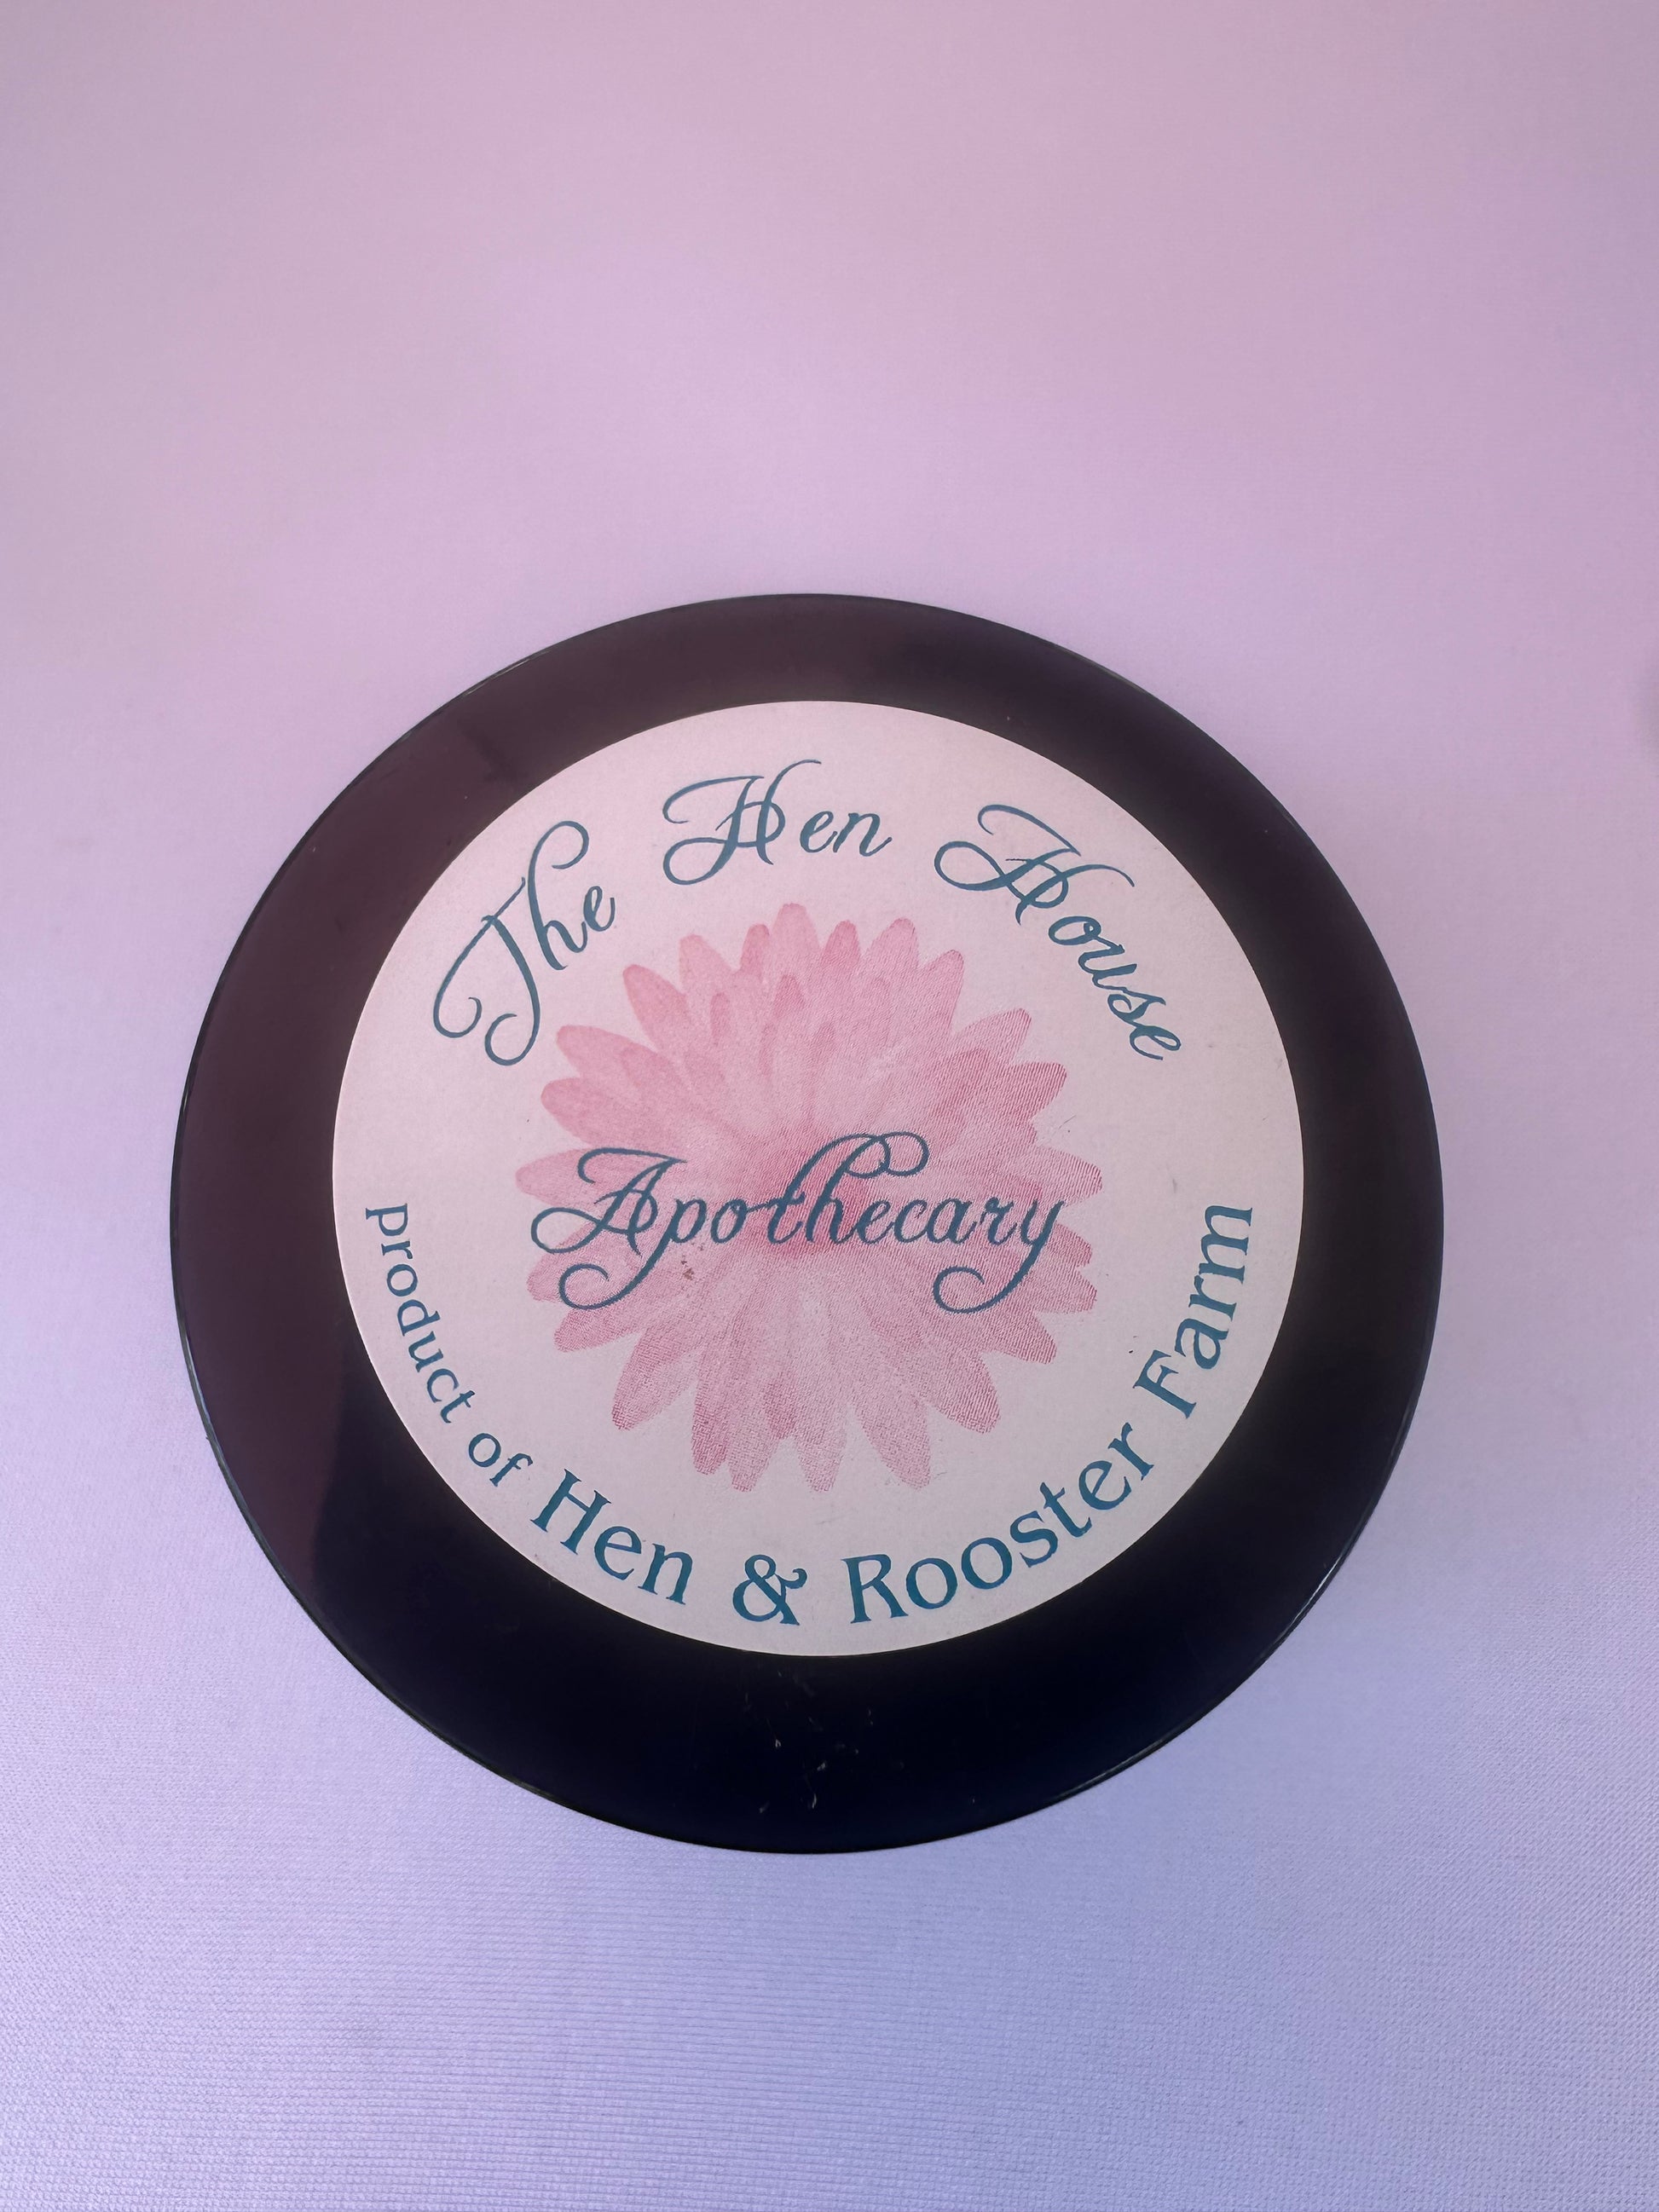 The Hen House
Apothecary
product of Hen & Rooster Farm